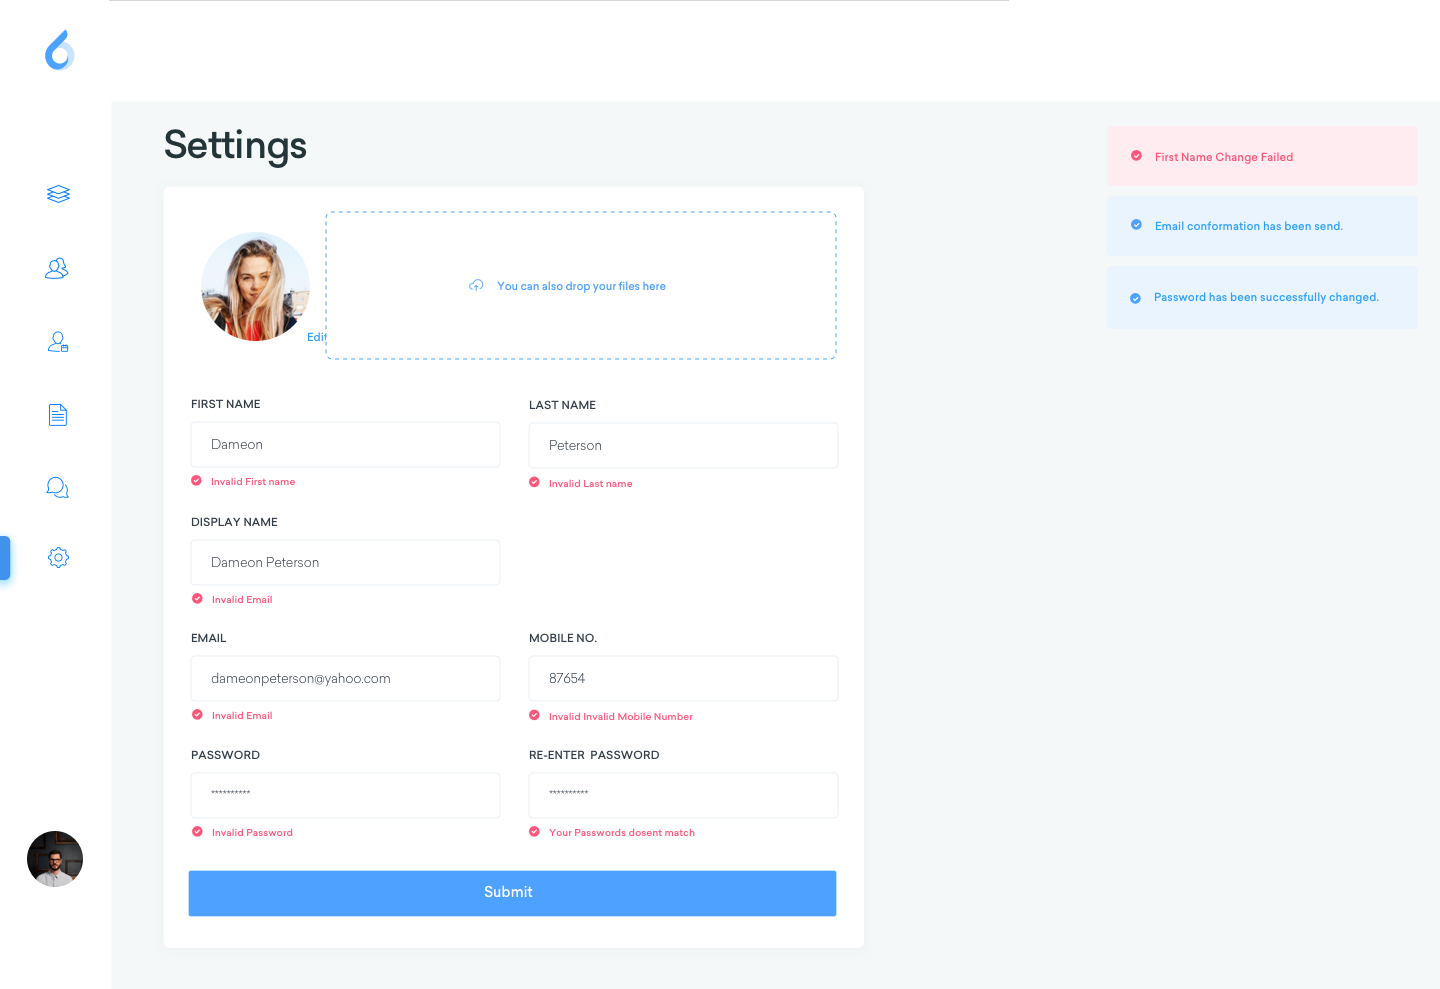 Settings
First Name Change Failed
Email conformation has been send.
Password has been successfully changed.
You can also drop your files here
Edit
FIRST NAME
LAST NAME
Dameon
Peterson
Invalid First name
Invalid Last name
DISPLAY NAME
Dameon Peterson
Invalid Email
EMAIL
MOBILE NO.
dameonpeterson@yahoo.com
87654
Invalid Email
Invalid Invalid Mobile Number
PASSWORD
RE-ENTER PASSWORD
**********
**********
Invalid Password
Your Passwords dosent match
Submit